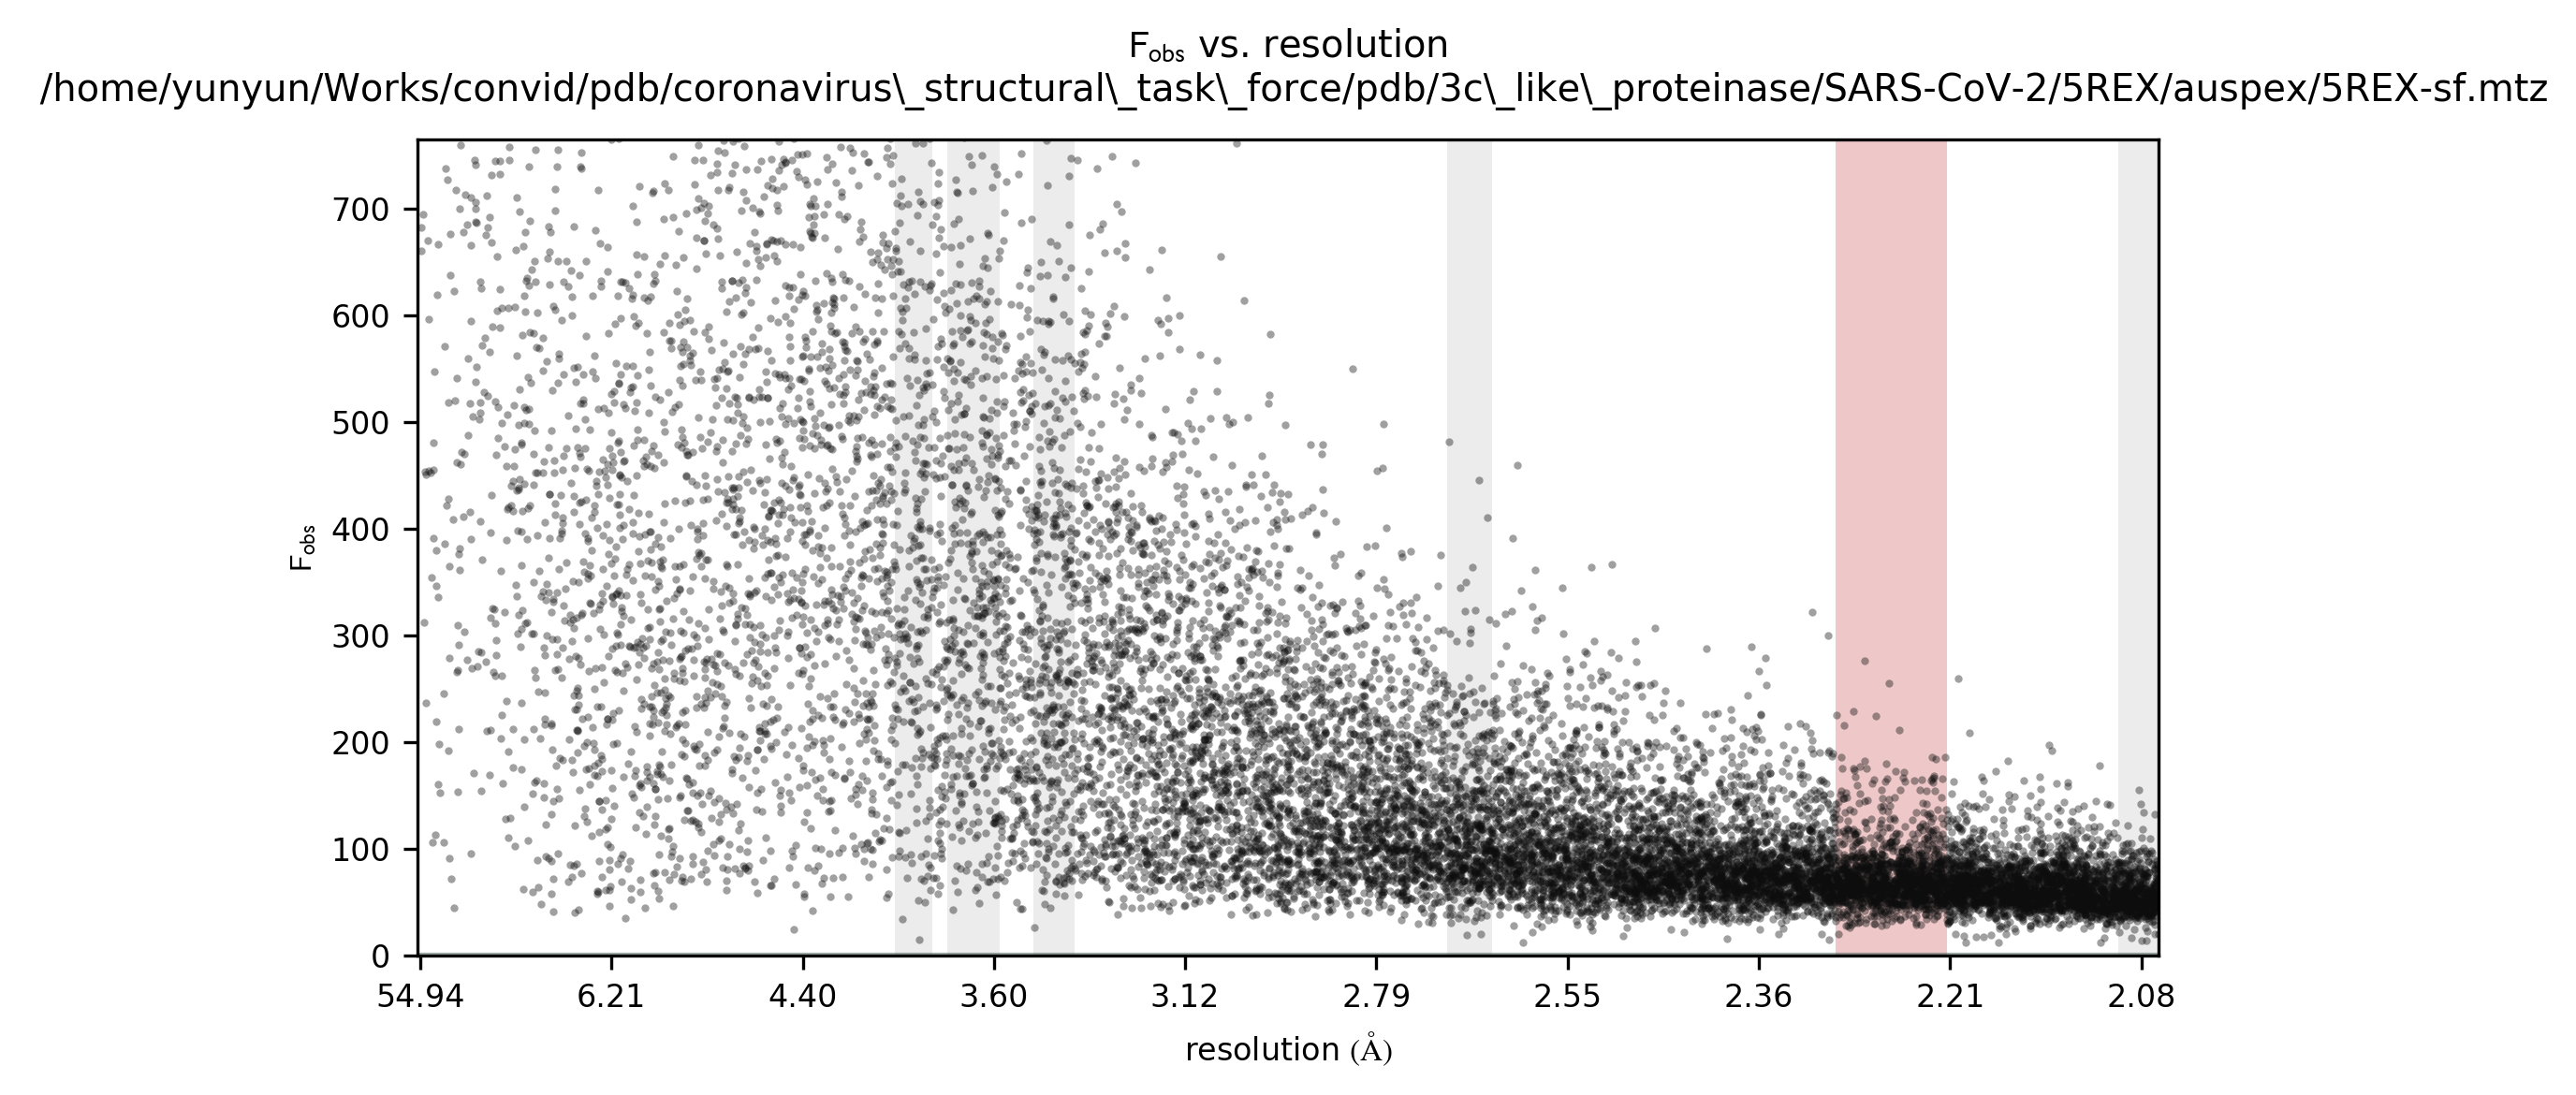 F_obs vs. resolution
/home/yunyun/Works/convid/pdb/coronavirus\_structural\_task\_force/pdb/3c\_like\_proteinase/SARS-CoV-2/5REX/auspex/5REX-sf.mtz
700
600
500
400
300
200
100
0
F_obs
54.94 6.21 4.40 3.60 3.12 2.79 2.55 2.36 2.21 2.08
resolution (Å)